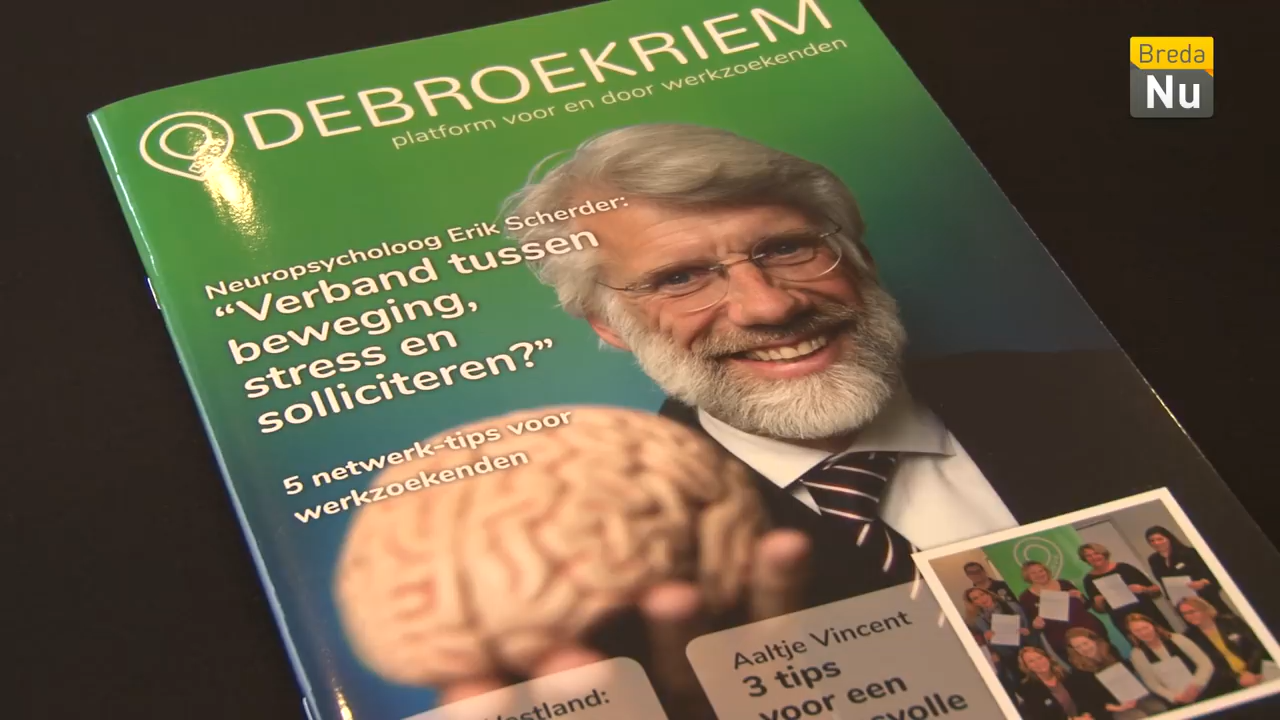 Breda
Nu
DEBROEKRIEM
platform voor en door werkzoekenden
Neuropsycholoog Erik Scherder:
“Verband tussen
beweging,
stress en
solliciteren?”
5 netwerk-tips voor
werkzoekenden
Aaltje Vincent
3 tips
voor een